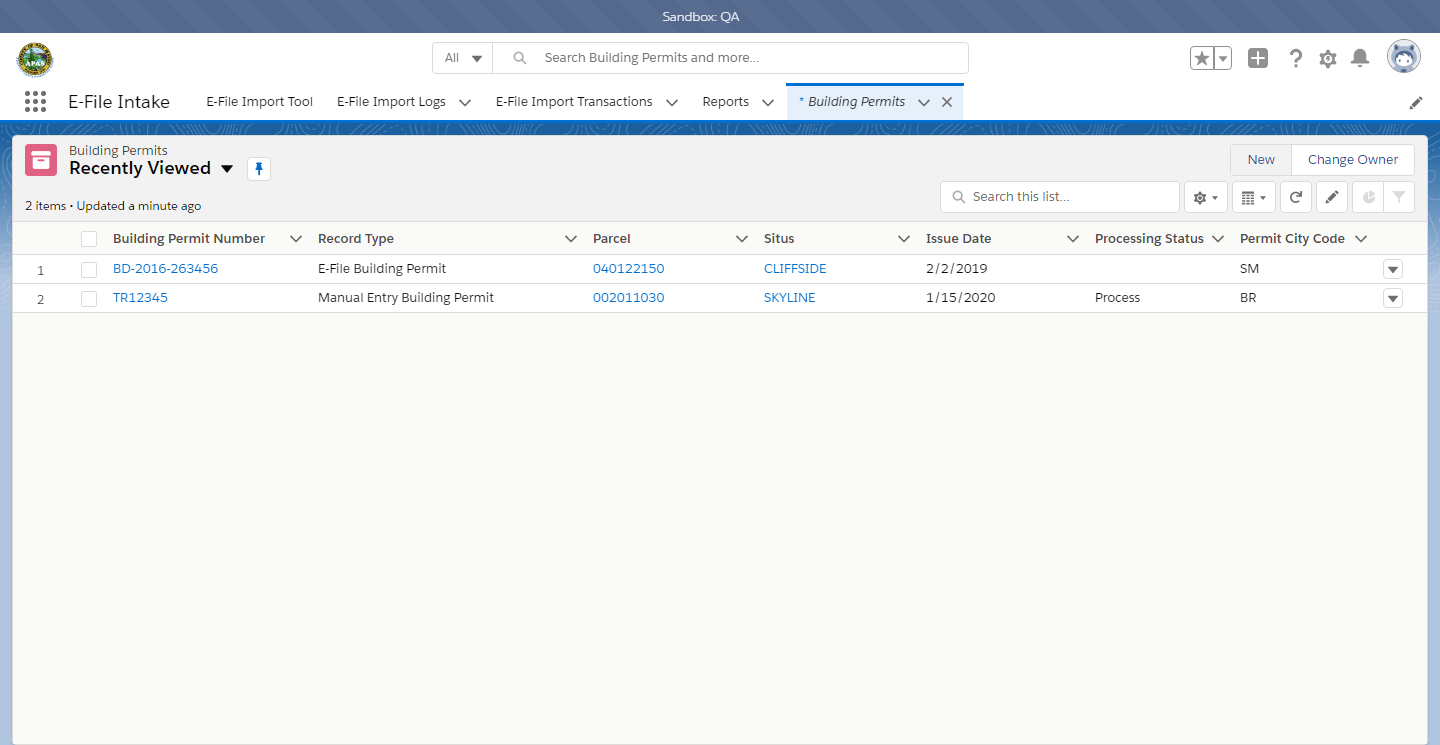 Sandbox: QA
All
Search Building Permits and more...
APAS
E-File Intake
E-File Import Tool
E-File Import Logs
E-File Import Transactions
Reports
* Building Permits
Building Permits
Recently Viewed
New
Change Owner
2 items • Updated a minute ago
Search this list...
Building Permit Number Record Type Parcel Situs Issue Date Processing Status Permit City Code
1 BD-2016-263456 E-File Building Permit 040122150 CLIFFSIDE 2/2/2019 SM
2 TR12345 Manual Entry Building Permit 002011030 SKYLINE 1/15/2020 Process BR